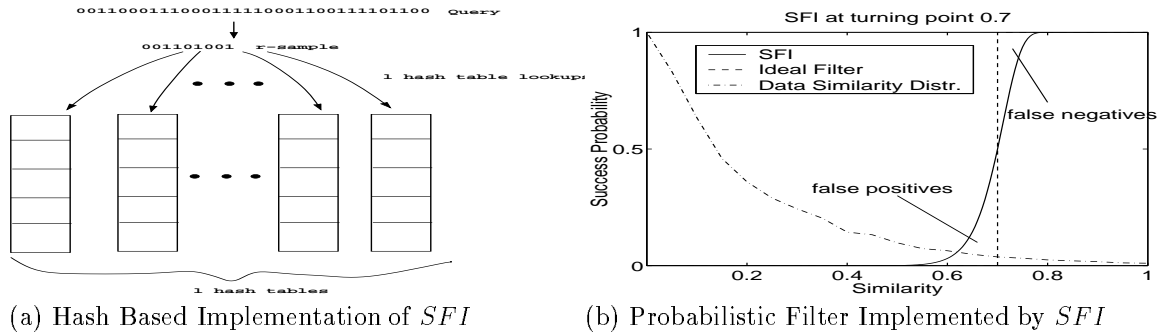 0011000111000111111000110011101100 Query
001101001 r-sample
l hash table lookups
l hash tables
(a) Hash Based Implementation of SFI
SFI at turning point 0.7
1
SFI
Ideal Filter
Data Similarity Distr.
false negatives
Success Probability
0.5
false positives
0
0.2
0.4
0.6
0.8
1
Similarity
(b) Probabilistic Filter Implemented by SFI